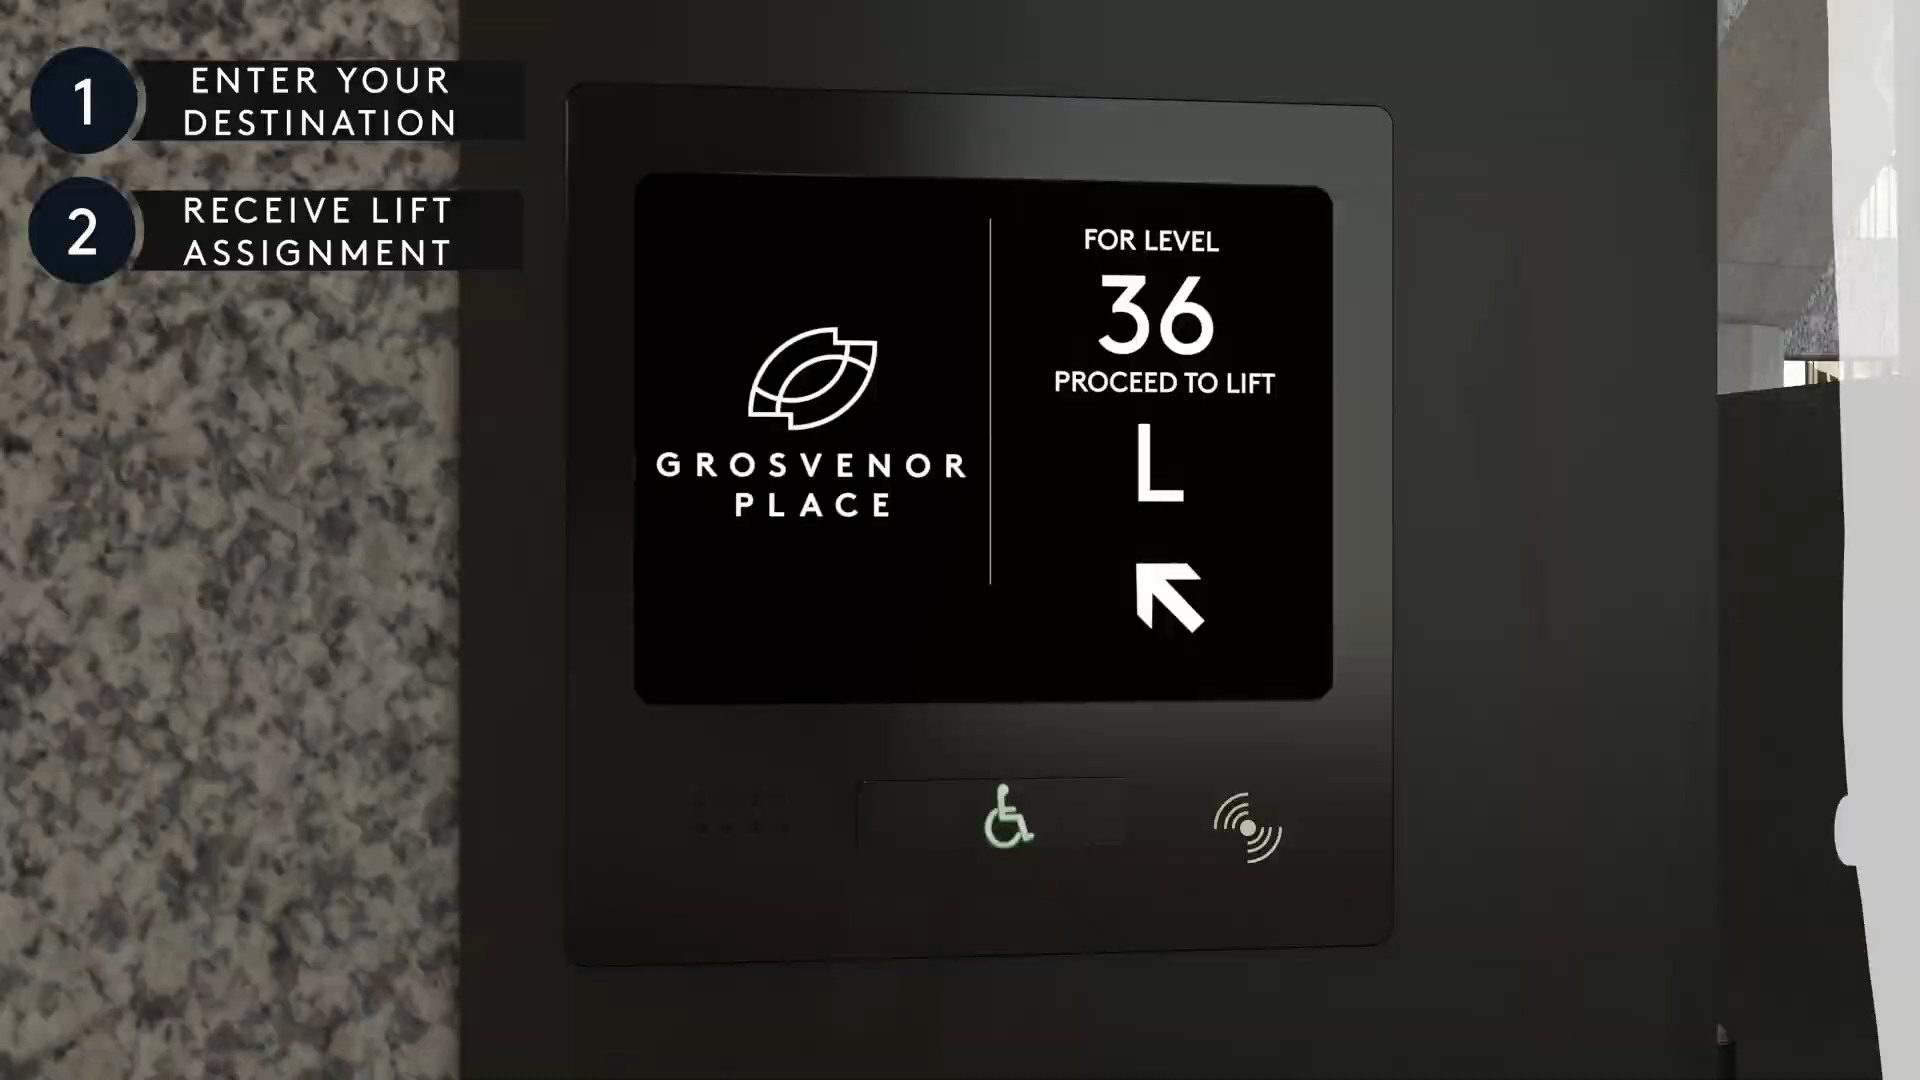 1
ENTER YOUR
DESTINATION
2
RECEIVE LIFT
ASSIGNMENT
GROSVENOR
PLACE
FOR LEVEL
36
PROCEED TO LIFT
L